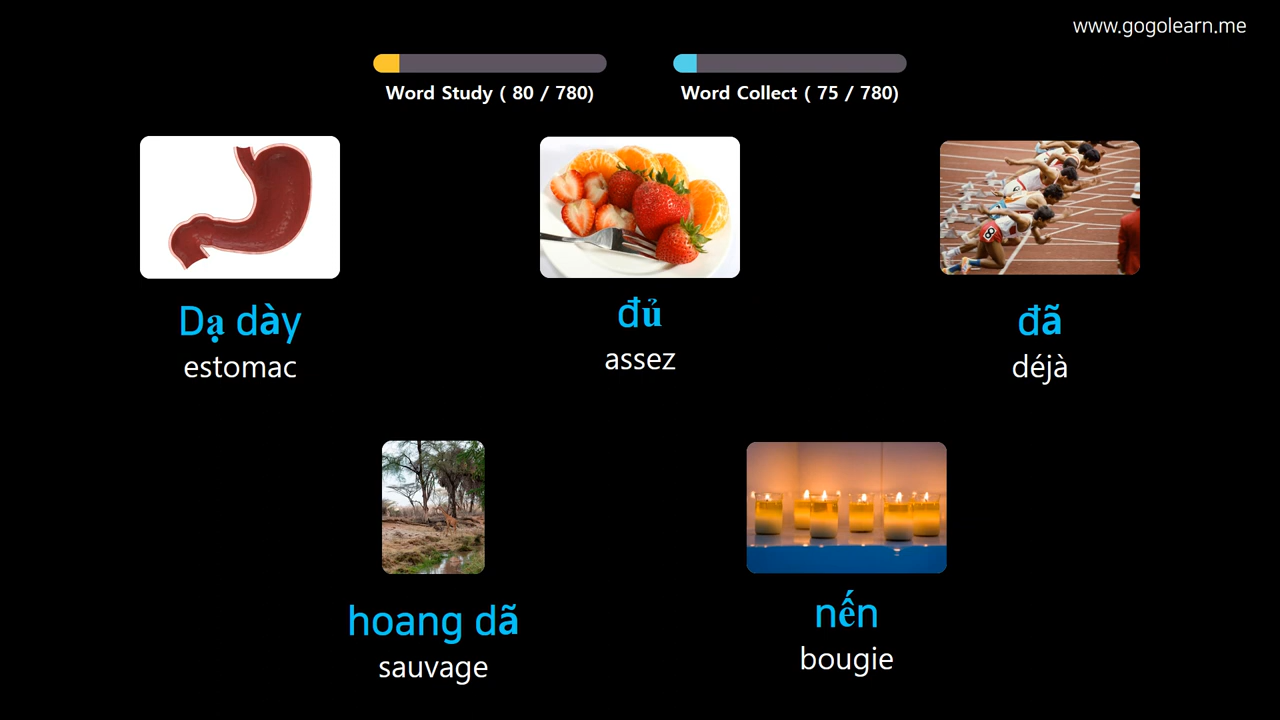 www.gogolearn.me
Word Study ( 80 / 780)
Word Collect ( 75 / 780)
Dạ dày
estomac
đủ
assez
đã
déjà
hoang dã
sauvage
nến
bougie